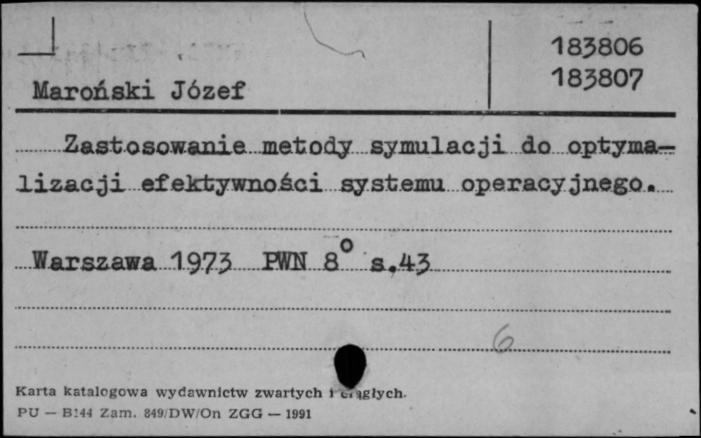 183806
183807
Maroński Józef
Zastosowanie metody symulacji do optyma-
lizacji efektywności systemu operacyjnego.
Warszawa 1973 PWN 8° s.43
6
Karta katalogowa wydawnictw zwartych i ciągłych.
PU — B144 Zam. 849/DW/On ZGG — 1991